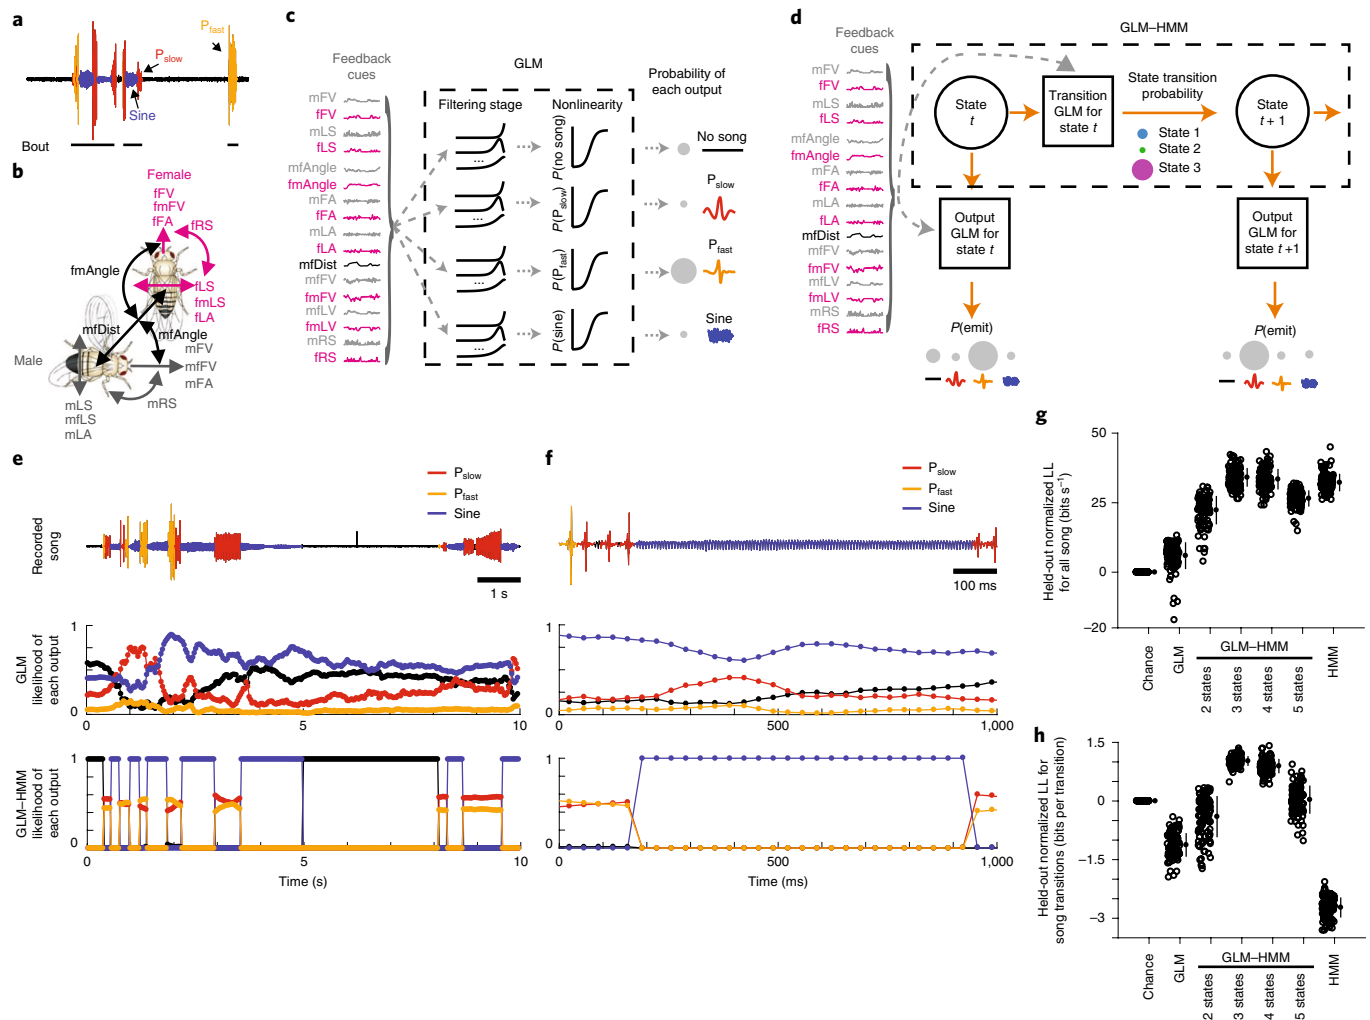 a
P fast
P slow
Sine
Bout
b
Female
fFV
fmFV
fFA
fRS
fmAngle
fLS
fmLS
fLA
mfDist
mfAngle
mFV
mfFV
mFA
Male
mLS
mfLS
mLA
mRS
c
Feedback
cues
mFV
fFV
mLS
fLS
mfAngle
fmAngle
mFA
fFA
mLA
fLA
mfDist
mfFV
fmFV
mfLV
fmLV
mRS
fRS
GLM
Filtering stage
Nonlinearity
...
...
...
...
P(no song)
P(Pslow)
P(Pfast)
P(sine)
Probability of
each output
No song
Pslow
Pfast
Sine
d
Feedback
cues
mFV
fFV
mLS
fLS
mfAngle
fmAngle
mFA
fFA
mLA
fLA
mfDist
mfFV
fmFV
mfLV
fmLV
mRS
fRS
GLM–HMM
State
t
Transition
GLM for
state t
State transition
probability
State 1
State 2
State 3
State
t + 1
Output
GLM for
state t
Output
GLM for
state t +1
P(emit)
P(emit)
e
Pslow
Pfast
Sine
Recorded
song
1 s
GLM
likelihood of
each output
1
0
0
5
10
GLM–HMM
likelihood of
each output
1
0
0
5
10
Time (s)
f
Pslow
Pfast
Sine
100 ms
1
0
0
500
1,000
1
0
0
500
1,000
Time (ms)
g
Held-out normalized LL
for all song (bits s⁻¹)
50
25
0
−20
Chance
GLM
2 states
3 states
4 states
5 states
GLM–HMM
HMM
h
Held-out normalized LL for
song transitions (bits per transition)
1.5
0
−1.5
−3
Chance
GLM
2 states
3 states
4 states
5 states
GLM–HMM
HMM